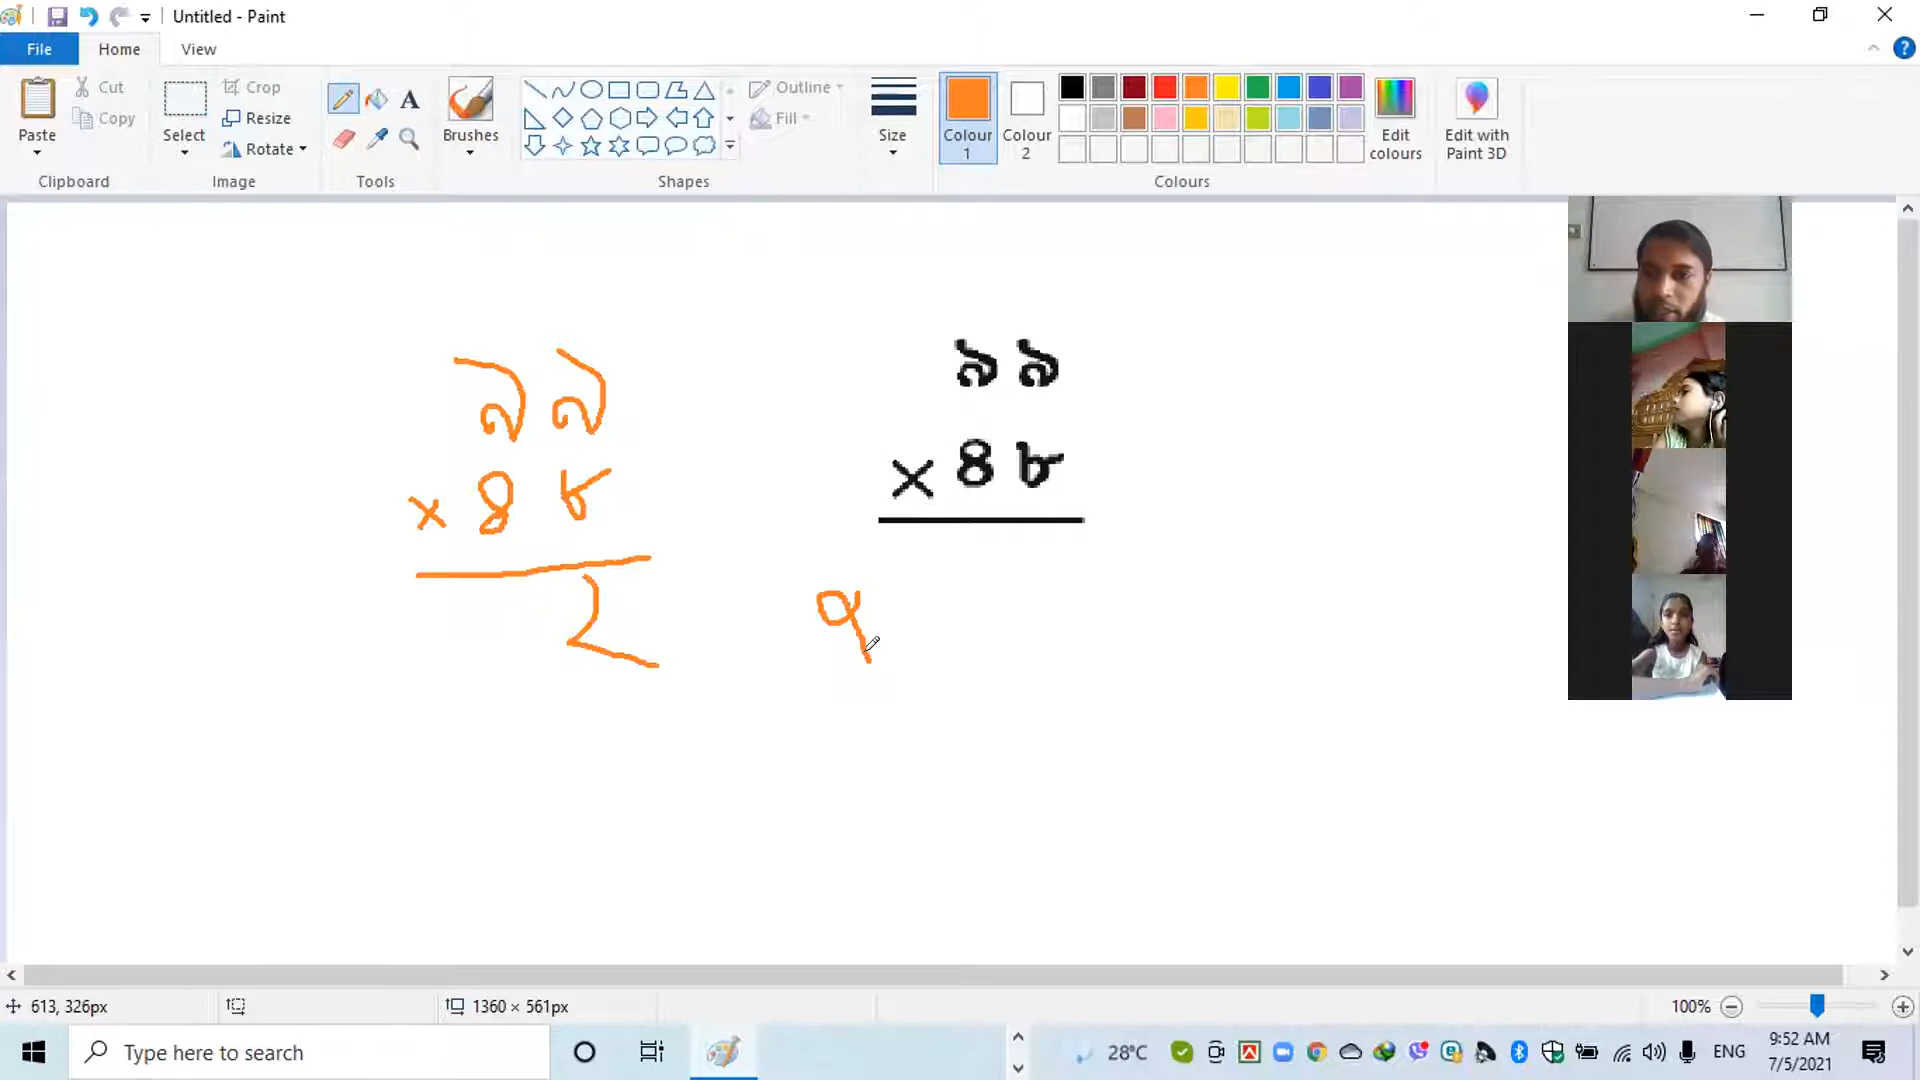 Untitled - Paint
File Home View
Paste
Cut
Copy
Clipboard
Select
Crop
Resize
Rotate
Image
Tools
Brushes
Shapes
Outline
Fill
Size
Colour 1
Colour 2
Colours
Edit colours
Edit with Paint 3D
৯৯
×৪৮
২
৯৯
×৪৮
৭
613, 326px
1360 × 561px
100%
Type here to search
28°C
ENG
9:52 AM
7/5/2021